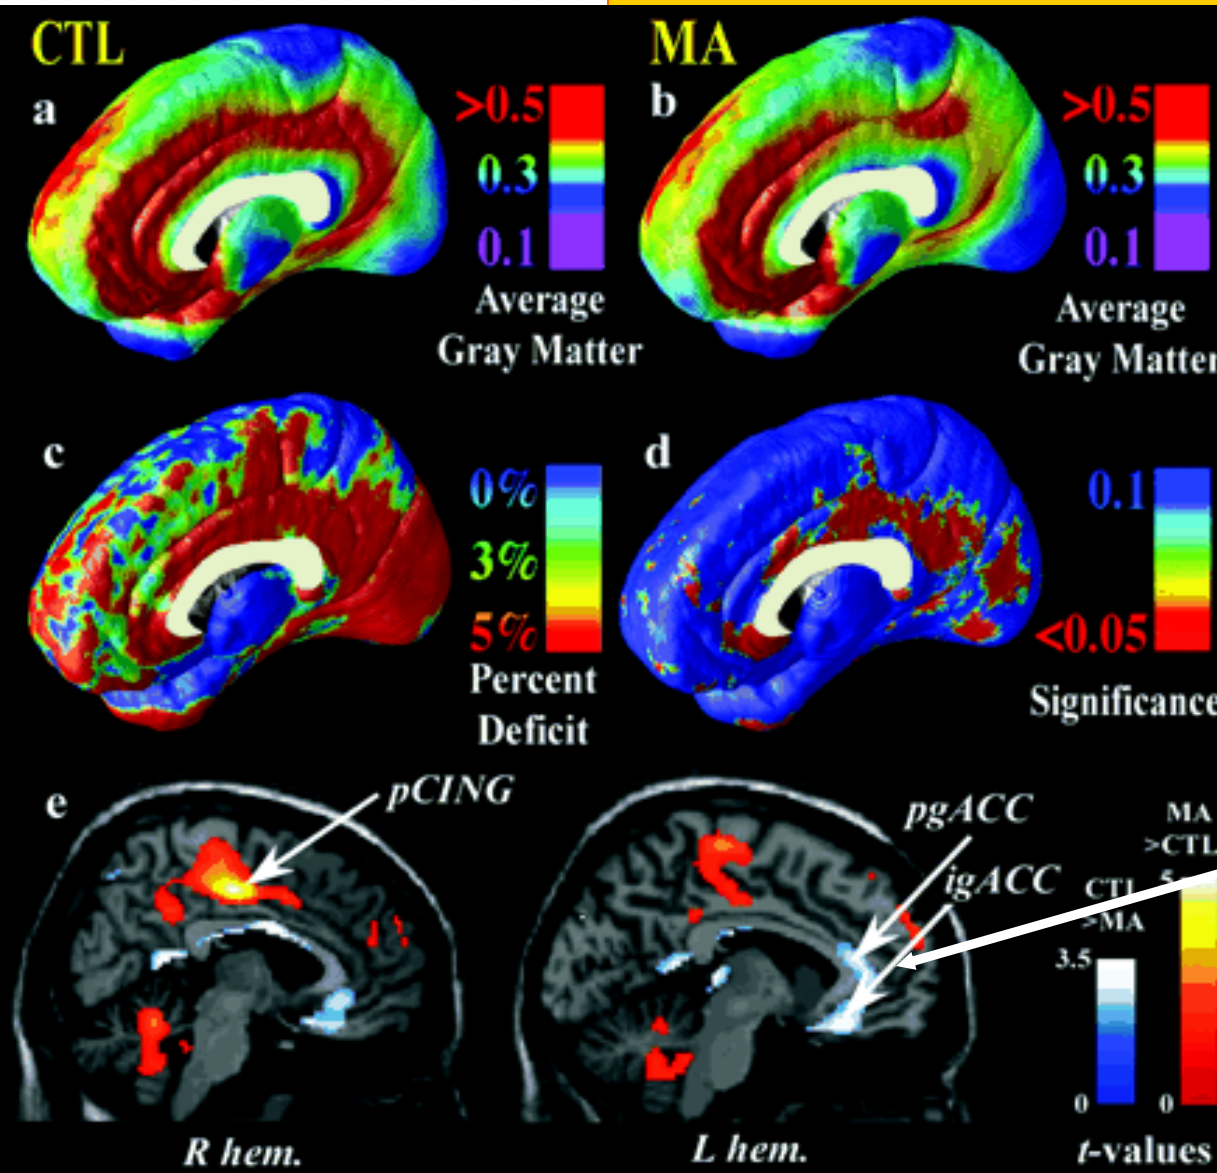 CTL
MA
a
>0.5
0.3
0.1
Average
Gray Matter
b
>0.5
0.3
0.1
Average
Gray Matter
c
0%
3%
5%
Percent
Deficit
d
0.1
<0.05
Significance
e
pCING
pgACC
igACC
MA
>CTL
CTL
>MA
5
3.5
0
0
R hem.
L hem.
t-values